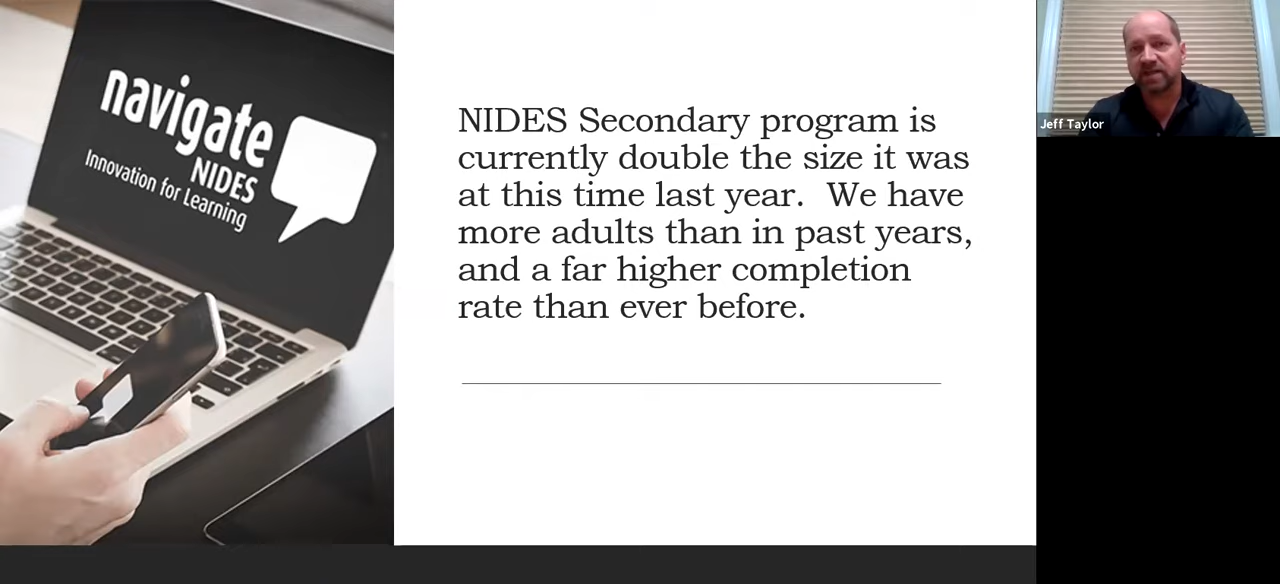 navigate
NIDES
Innovation for Learning
NIDES Secondary program is
currently double the size it was
at this time last year.  We have
more adults than in past years,
and a far higher completion
rate than ever before.
Jeff Taylor